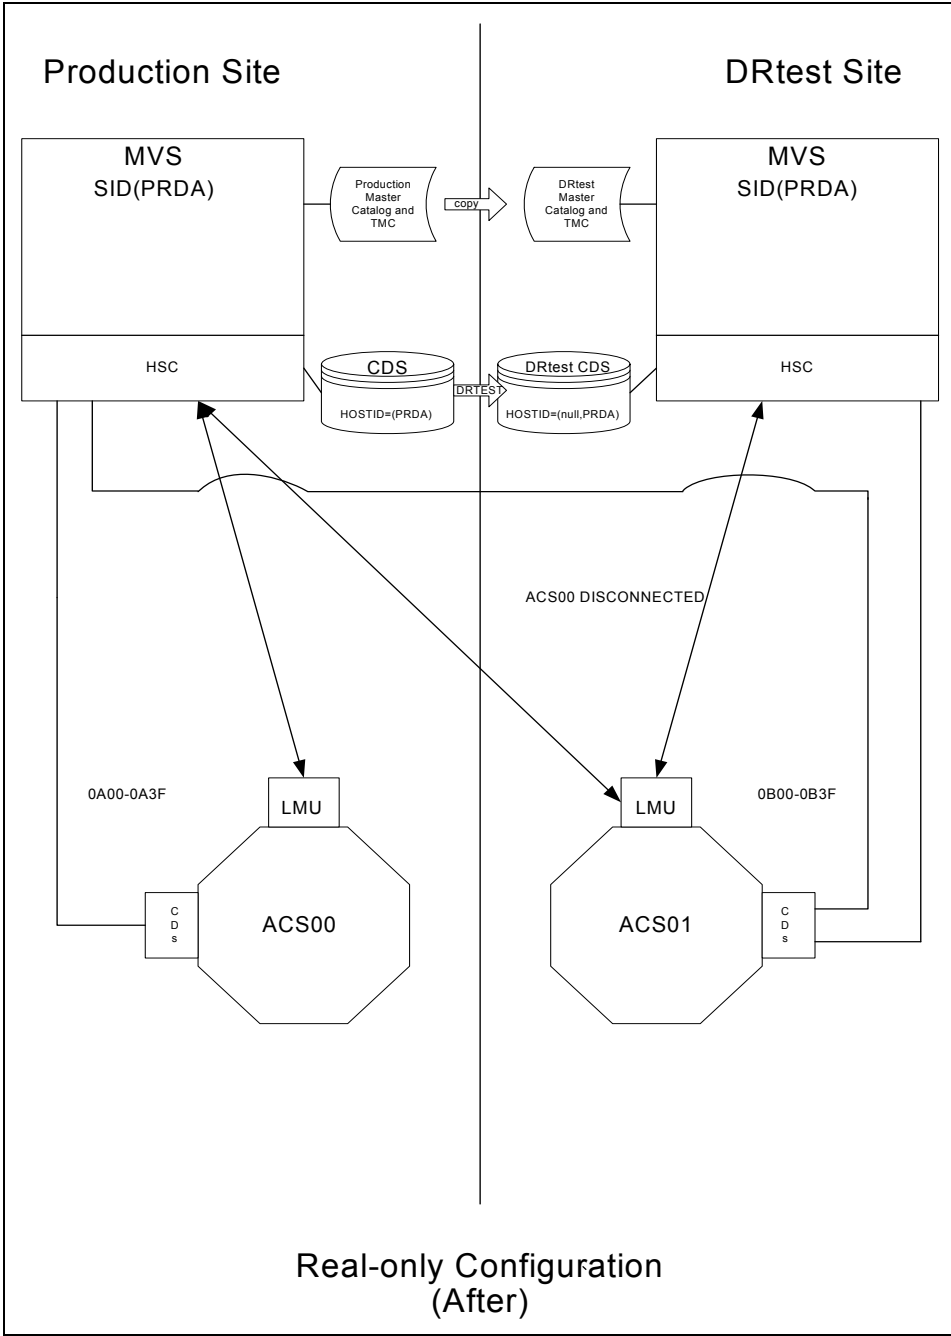 Production Site
DRtest Site
MVS
SID(PRDA)
Production
Master
Catalog and
TMC
copy
DRtest
Master
Catalog and
TMC
MVS
SID(PRDA)
HSC
CDS
HOSTID=(PRDA)
DRTEST
DRtest CDS
HOSTID=(null,PRDA)
HSC
ACS00 DISCONNECTED
0A00-0A3F
LMU
LMU
0B00-0B3F
C
D
s
ACS00
ACS01
C
D
s
Real-only Configuration
(After)